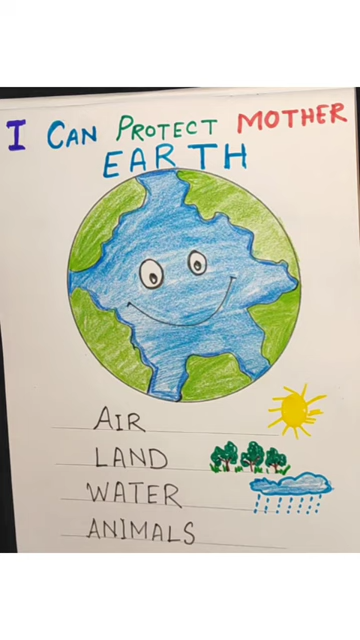 I CAN PROTECT MOTHER
EARTH
AIR
LAND
WATER
ANIMALS